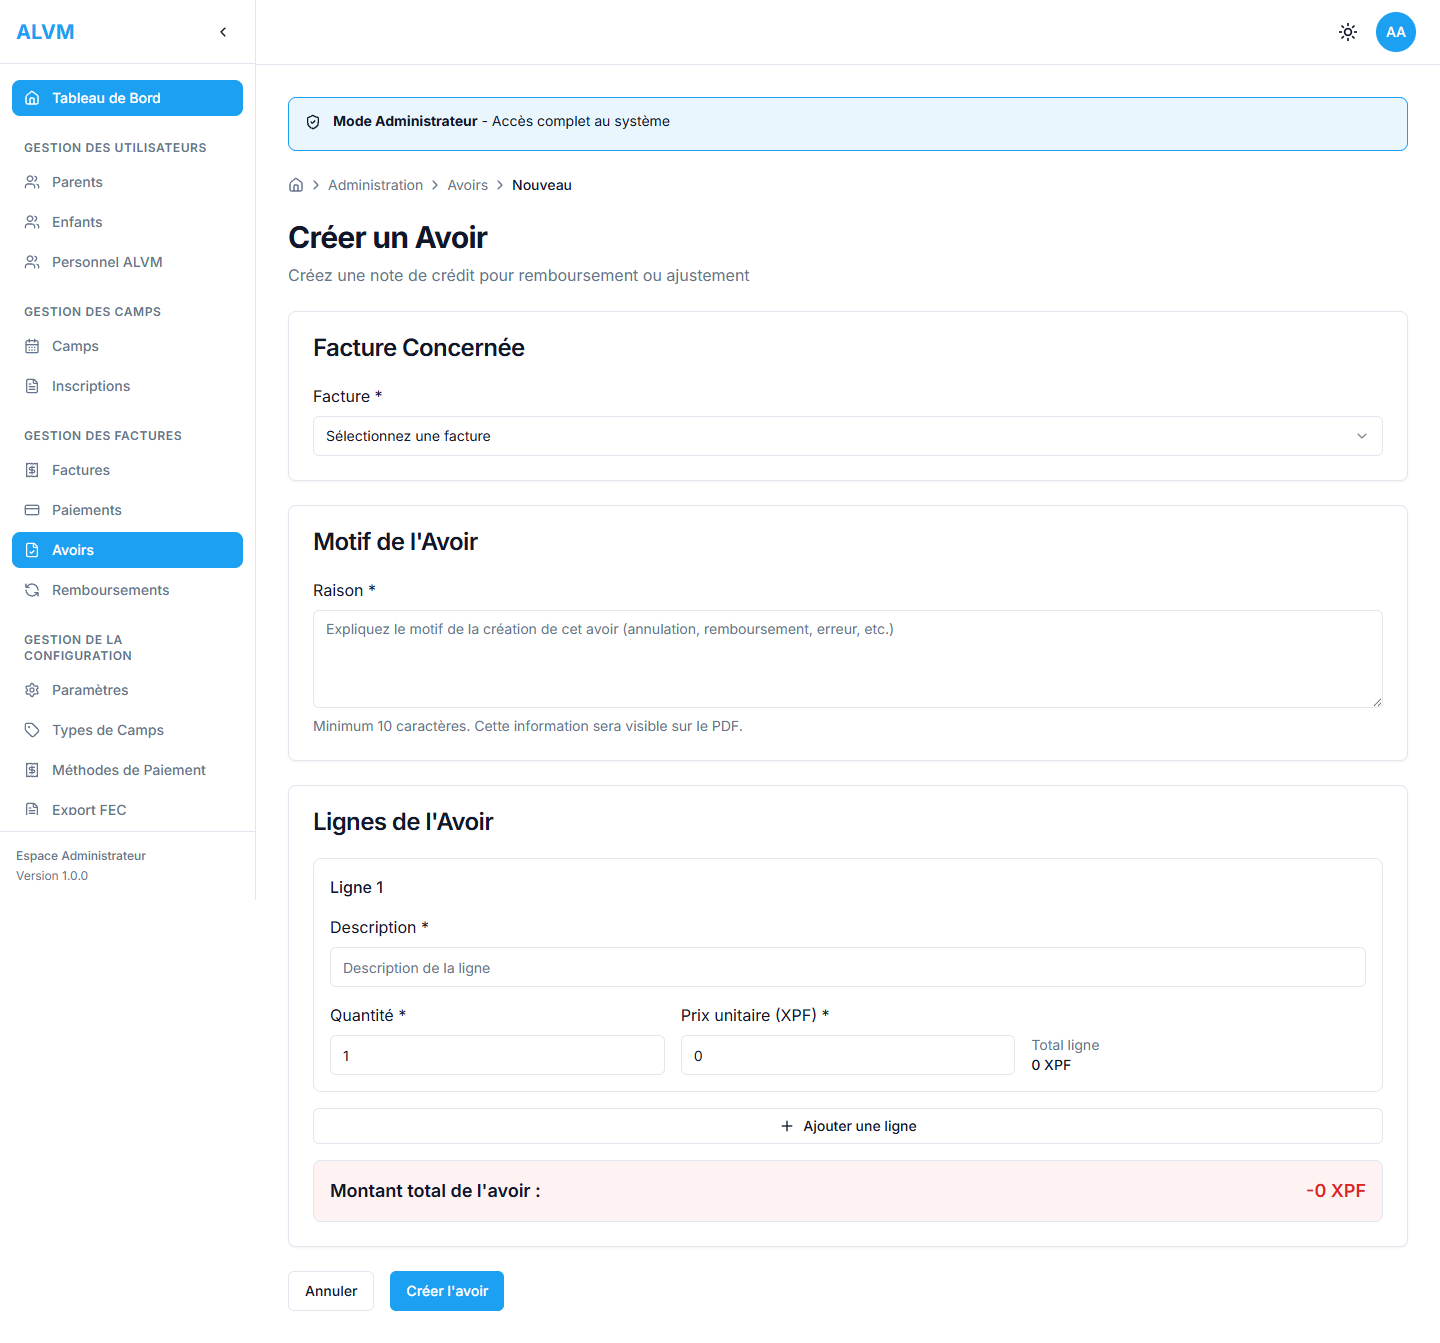 ALVM
AA
Tableau de Bord
GESTION DES UTILISATEURS
Parents
Enfants
Personnel ALVM
GESTION DES CAMPS
Camps
Inscriptions
GESTION DES FACTURES
Factures
Paiements
Avoirs
Remboursements
GESTION DE LA
CONFIGURATION
Paramètres
Types de Camps
Méthodes de Paiement
Export FEC
Espace Administrateur
Version 1.0.0
Mode Administrateur - Accès complet au système
Administration > Avoirs > Nouveau
Créer un Avoir
Créez une note de crédit pour remboursement ou ajustement
Facture Concernée
Facture *
Sélectionnez une facture
Motif de l'Avoir
Raison *
Expliquez le motif de la création de cet avoir (annulation, remboursement, erreur, etc.)
Minimum 10 caractères. Cette information sera visible sur le PDF.
Lignes de l'Avoir
Ligne 1
Description *
Description de la ligne
Quantité * Prix unitaire (XPF) *
1 0
Total ligne
0 XPF
Ajouter une ligne
Montant total de l'avoir : -0 XPF
Annuler Créer l'avoir